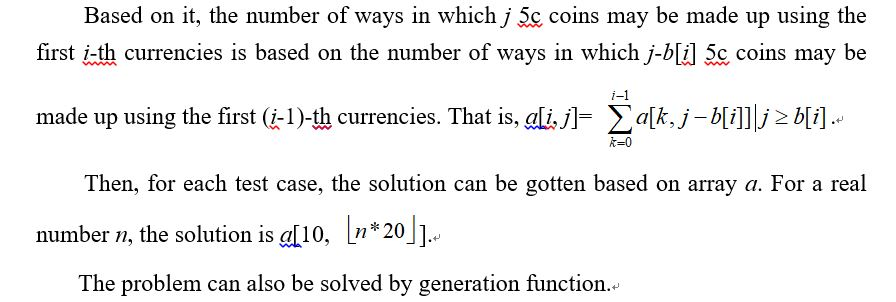 Based on it, the number of ways in which j 5c coins may be made up using the
first i-th currencies is based on the number of ways in which j-b[i] 5c coins may be
made up using the first (i-1)-th currencies. That is, a[i, j]= \sum_{k=0}^{i-1} a[k, j-b[i]]|j ≥ b[i].
Then, for each test case, the solution can be gotten based on array a. For a real
number n, the solution is a[10, ⌊n*20⌋].
The problem can also be solved by generation function.